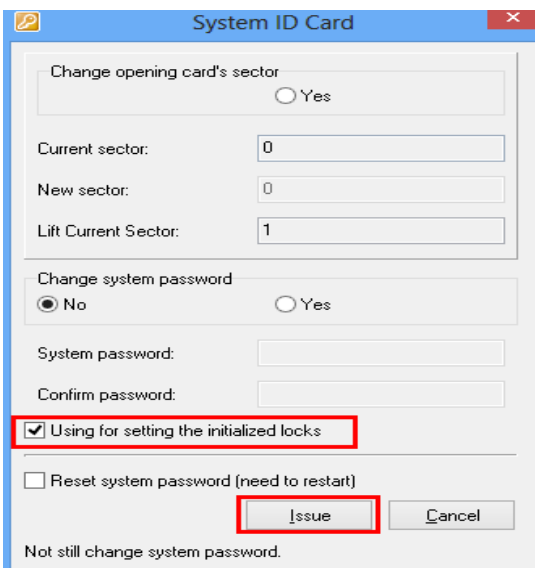 System ID Card
Change opening card's sector
Yes
Current sector: 0
New sector: 0
Lift Current Sector: 1
Change system password
No Yes
System password:
Confirm password:
Using for setting the initialized locks
Reset system password (need to restart)
Issue Cancel
Not still change system password.